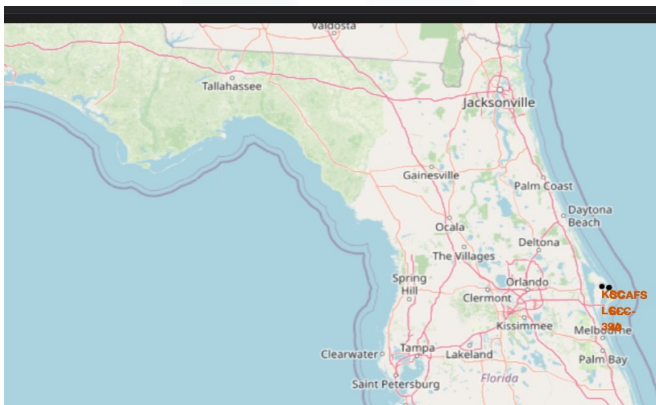 Valdosta
Tallahassee
Jacksonville
Gainesville
Palm Coast
Daytona
Beach
Ocala
Deltona
The Villages
Spring
Hill
Orlando
Clermont
Kissimmee
Melbourne
Tampa
Lakeland
Clearwater
Palm Bay
Saint Petersburg
Florida